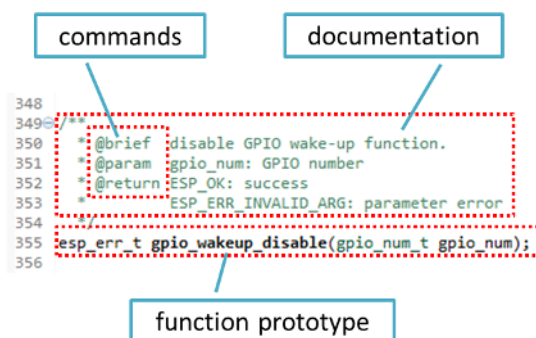 commands
documentation
348
349 /**
350 * @brief disable GPIO wake-up function.
351 * @param gpio_num: GPIO number
352 * @return ESP_OK: success
353 * ESP_ERR_INVALID_ARG: parameter error
354 */
355 esp_err_t gpio_wakeup_disable(gpio_num_t gpio_num);
356
function prototype